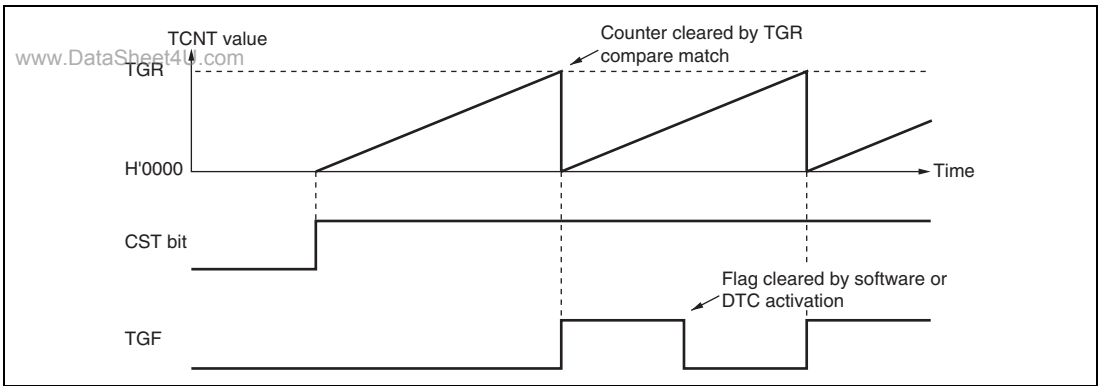 TCNT value
Counter cleared by TGR
compare match
www.DataSheet4U.com
TGR
H'0000
Time
CST bit
Flag cleared by software or
DTC activation
TGF